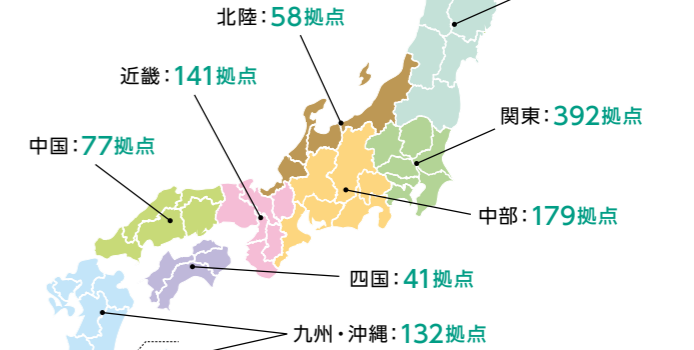 北陸：58拠点
近畿：141拠点
関東：392拠点
中国：77拠点
中部：179拠点
四国：41拠点
九州・沖縄：132拠点